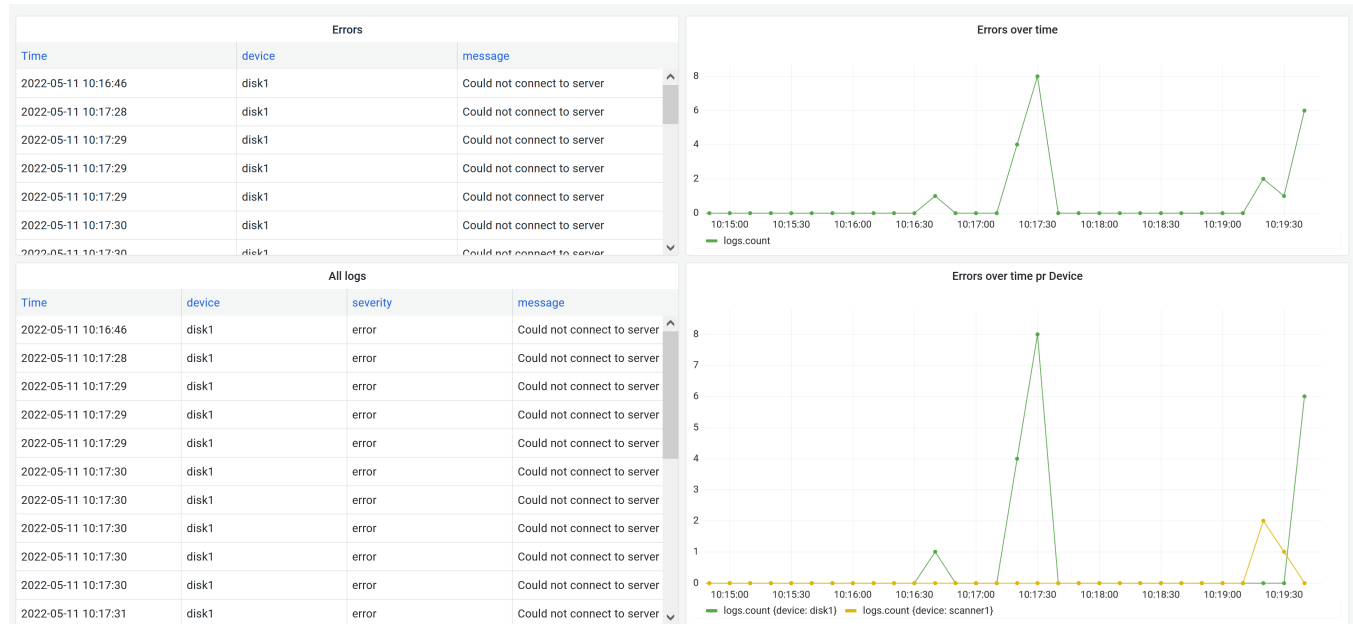 Errors
Time device message
2022-05-11 10:16:46 disk1 Could not connect to server
2022-05-11 10:17:28 disk1 Could not connect to server
2022-05-11 10:17:29 disk1 Could not connect to server
2022-05-11 10:17:29 disk1 Could not connect to server
2022-05-11 10:17:29 disk1 Could not connect to server
2022-05-11 10:17:30 disk1 Could not connect to server
2022-05-11 10:17:30 disk1 Could not connect to server
Errors over time
8
6
4
2
0
10:15:00 10:15:30 10:16:00 10:16:30 10:17:00 10:17:30 10:18:00 10:18:30 10:19:00 10:19:30
logs.count
All logs
Time device severity message
2022-05-11 10:16:46 disk1 error Could not connect to server
2022-05-11 10:17:28 disk1 error Could not connect to server
2022-05-11 10:17:29 disk1 error Could not connect to server
2022-05-11 10:17:29 disk1 error Could not connect to server
2022-05-11 10:17:29 disk1 error Could not connect to server
2022-05-11 10:17:30 disk1 error Could not connect to server
2022-05-11 10:17:30 disk1 error Could not connect to server
2022-05-11 10:17:30 disk1 error Could not connect to server
2022-05-11 10:17:30 disk1 error Could not connect to server
2022-05-11 10:17:30 disk1 error Could not connect to server
2022-05-11 10:17:31 disk1 error Could not connect to server
Errors over time pr Device
8
7
6
5
4
3
2
1
0
10:15:00 10:15:30 10:16:00 10:16:30 10:17:00 10:17:30 10:18:00 10:18:30 10:19:00 10:19:30
logs.count {device: disk1} logs.count {device: scanner1}